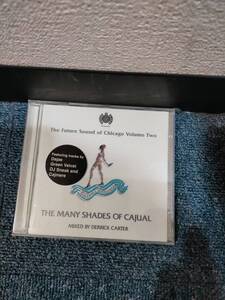 The Future Sound of Chicago Volume Two
Featuring tracks by
Dajae
Green Velvet
DJ Sneak and
Cajmere
THE MANY SHADES OF CAJUAL
MIXED BY DERRICK CARTER